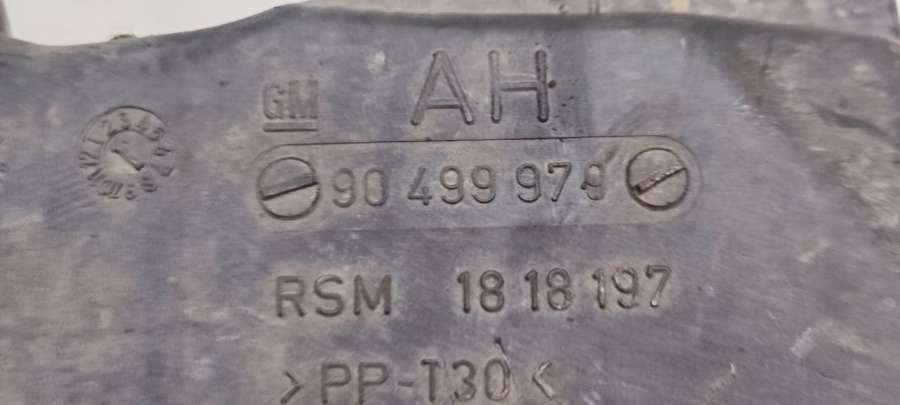 GM AH
90 499 979
RSM 18 18 197
>PP-T30<